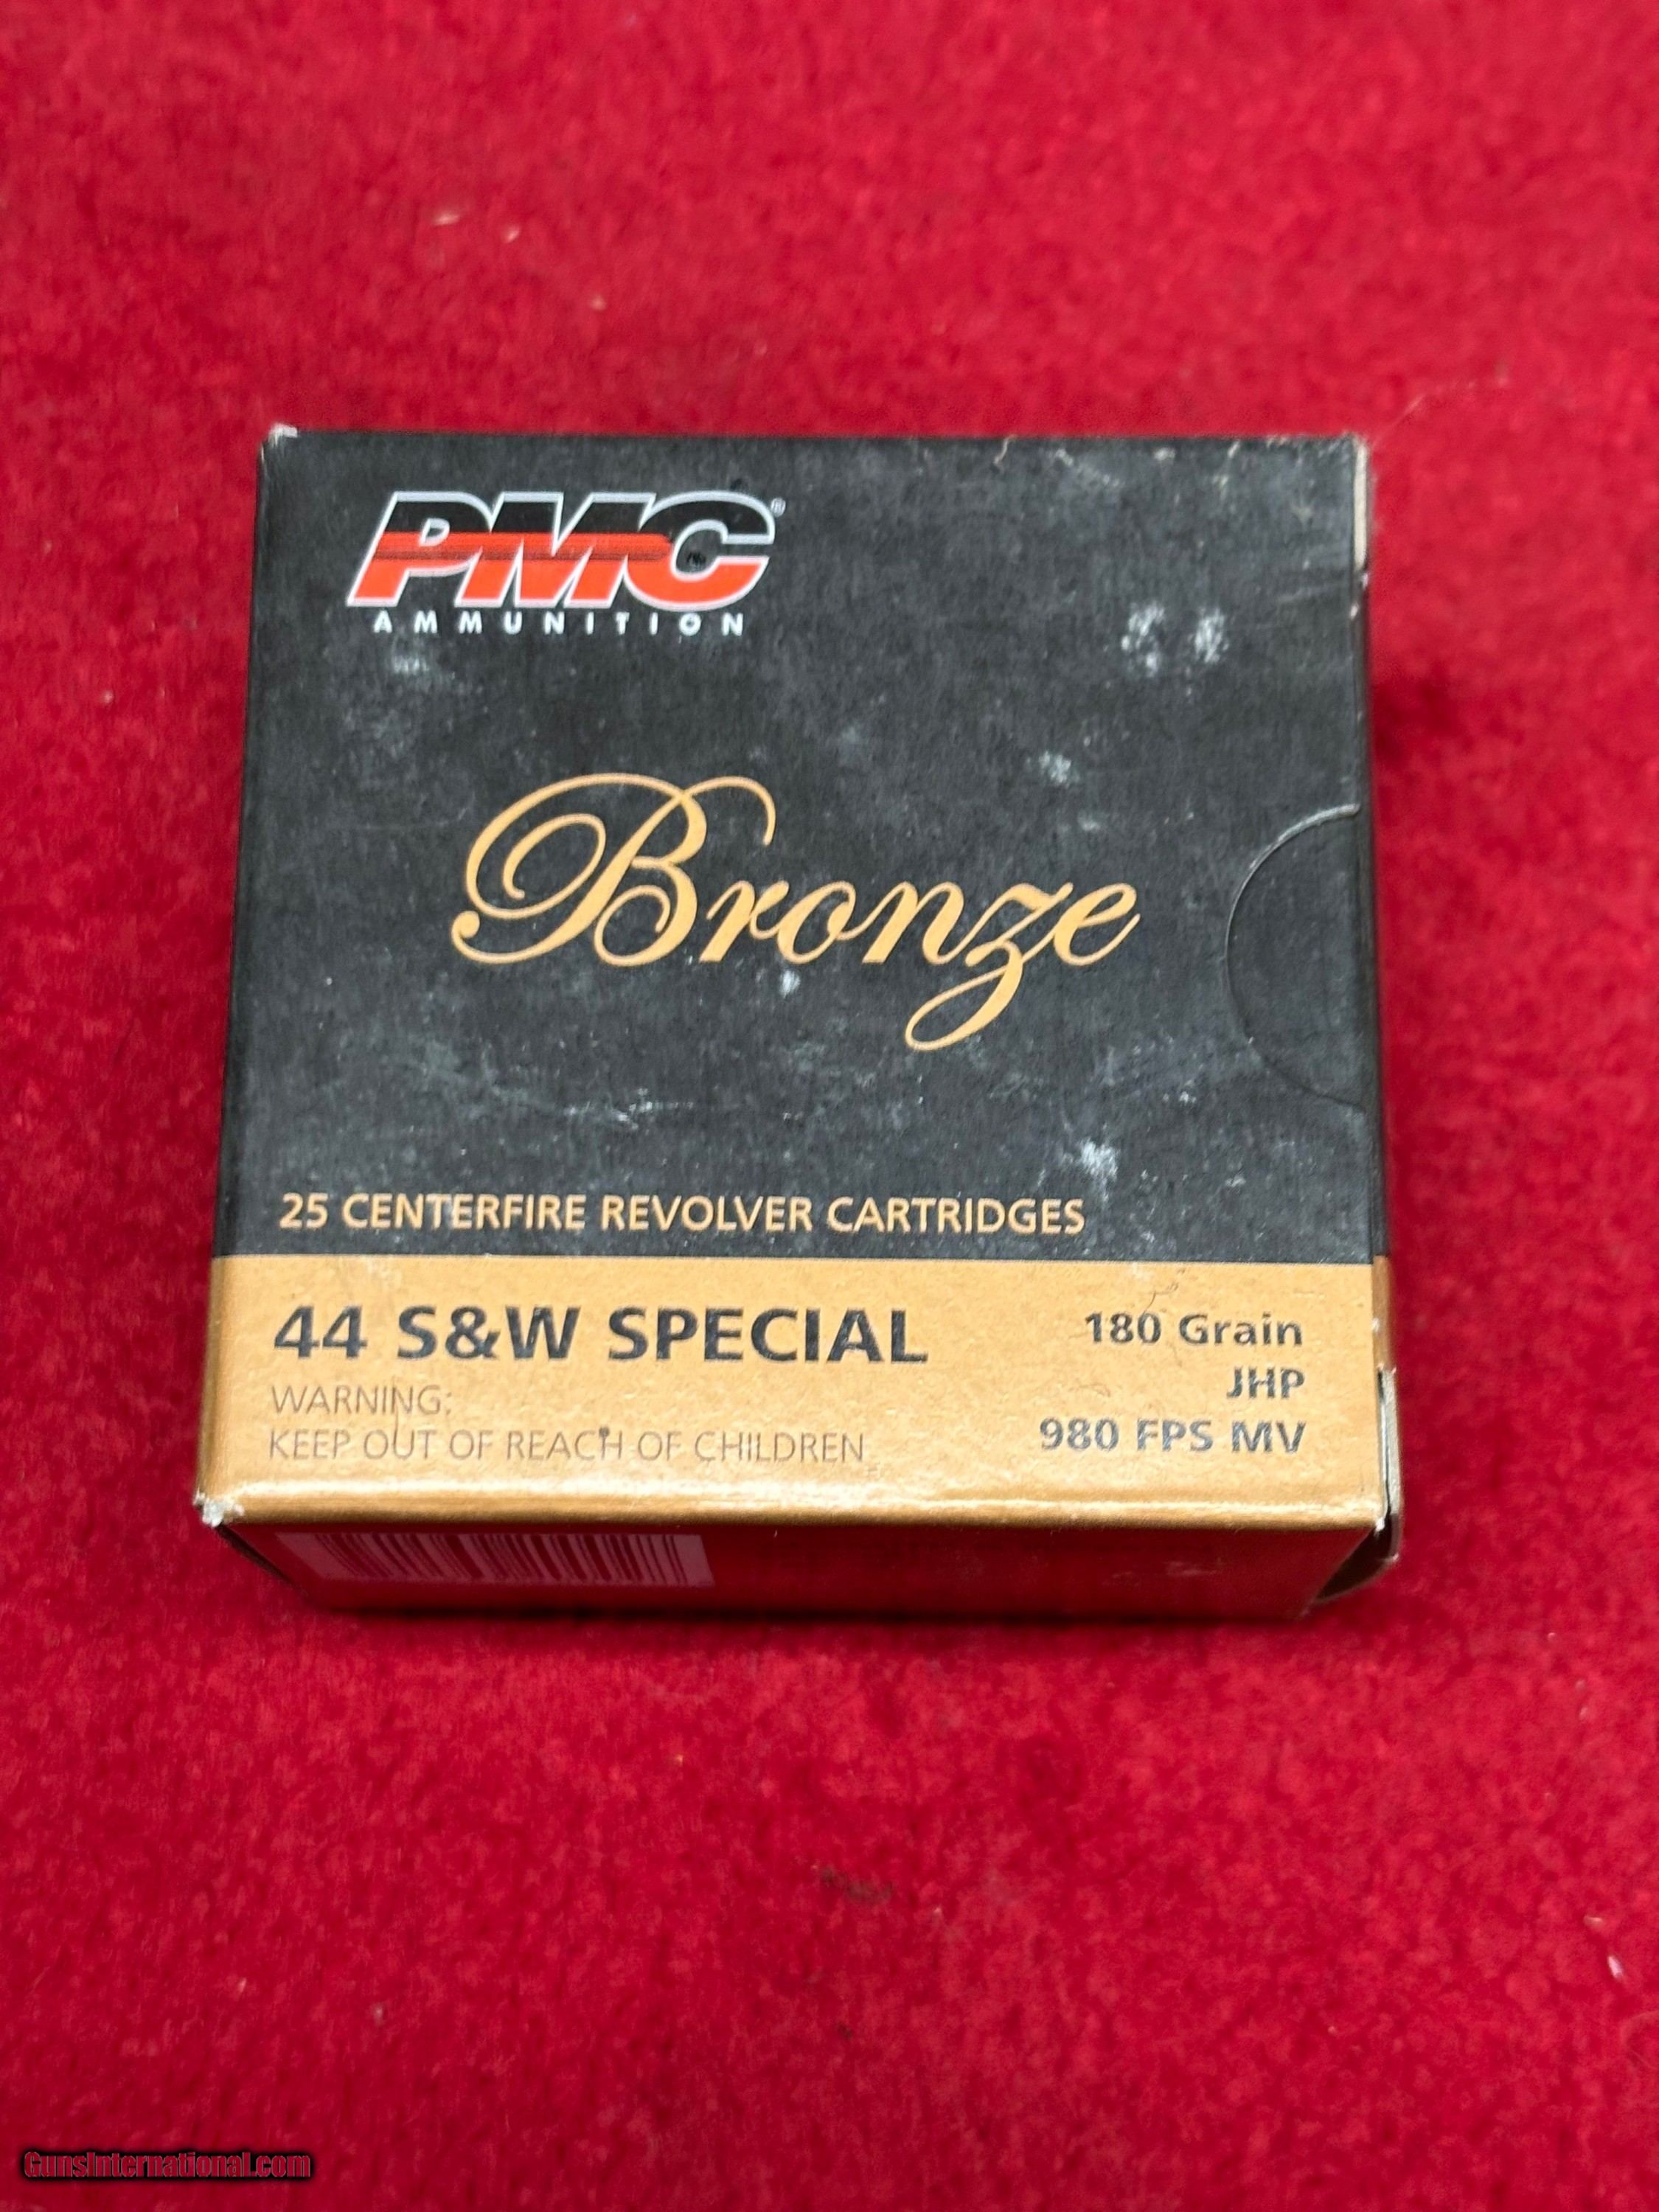 PMC®
AMMUNITION
Bronze
25 CENTERFIRE REVOLVER CARTRIDGES
44 S&W SPECIAL
WARNING:
KEEP OUT OF REACH OF CHILDREN
180 Grain
JHP
980 FPS MV
GunsInternational.com